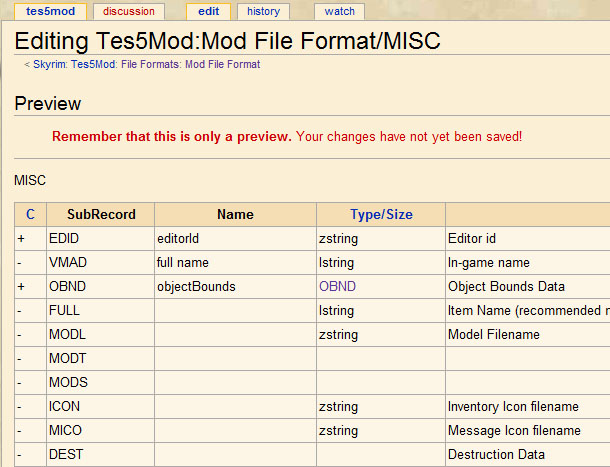 tes5mod discussion edit history watch
Editing Tes5Mod:Mod File Format/MISC
< Skyrim: Tes5Mod: File Formats: Mod File Format
Preview
Remember that this is only a preview. Your changes have not yet been saved!
MISC
C SubRecord Name Type/Size
+ EDID editorId zstring Editor id
- VMAD full name lstring In-game name
+ OBND objectBounds OBND Object Bounds Data
- FULL lstring Item Name (recommended
- MODL zstring Model Filename
- MODT
- MODS
- ICON zstring Inventory Icon filename
- MICO zstring Message Icon filename
- DEST Destruction Data